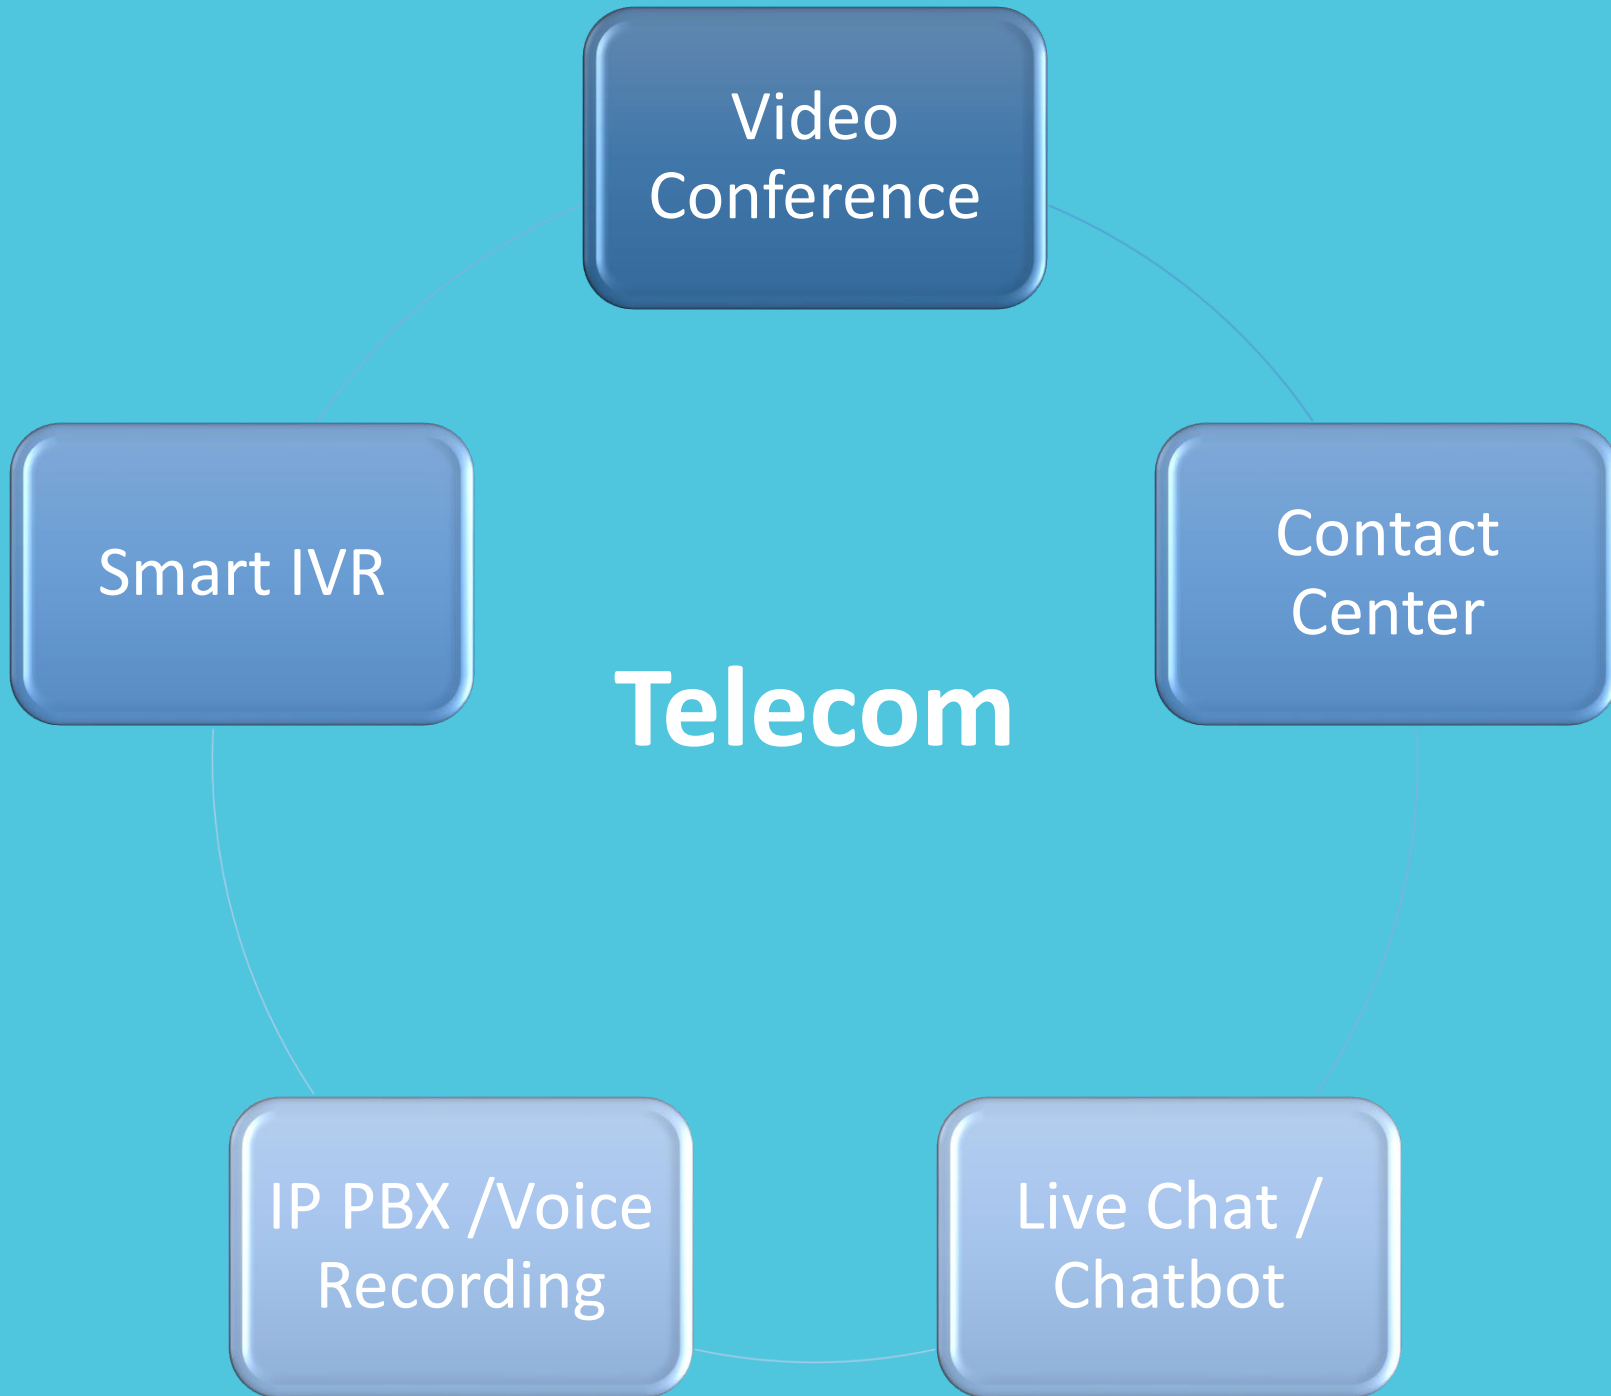 Video
Conference
Smart IVR
Contact
Center
Telecom
IP PBX /Voice
Recording
Live Chat /
Chatbot